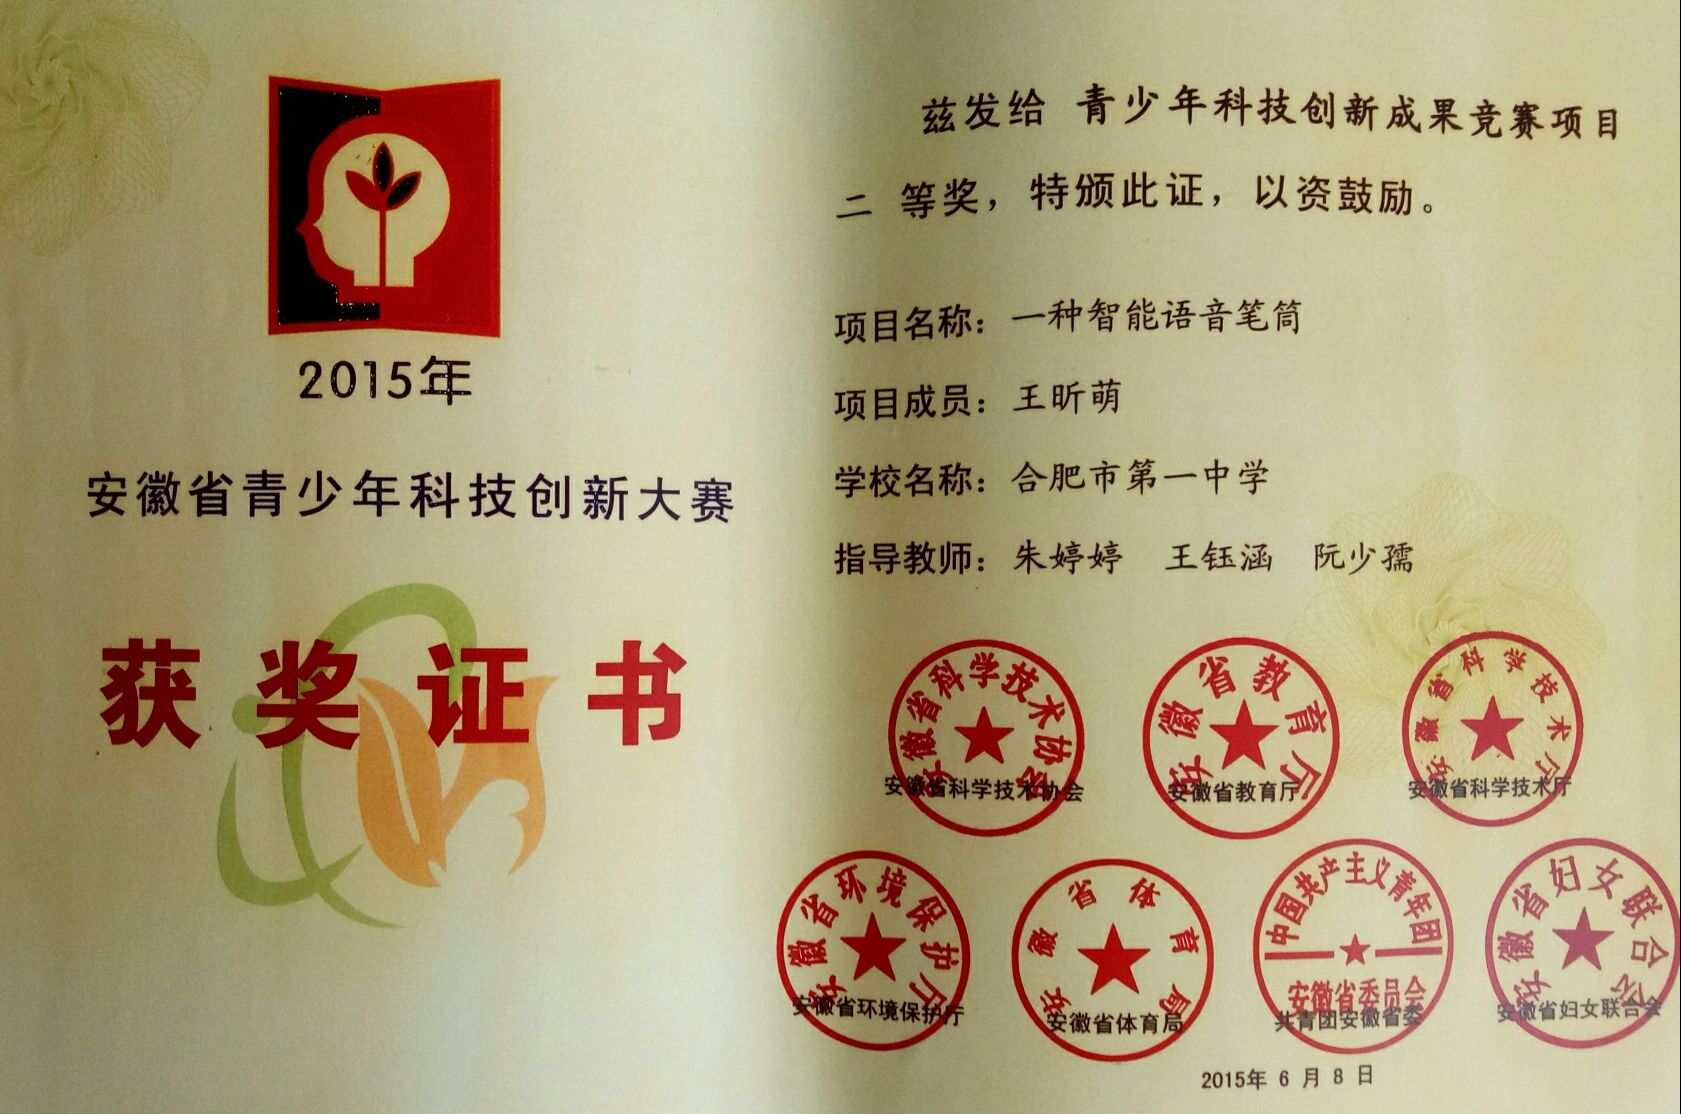 2015年
安徽省青少年科技创新大赛
获奖证书
兹发给 青少年科技创新成果竞赛项目
二 等奖，特颁此证，以资鼓励。
项目名称：一种智能语音笔筒
项目成员：王昕萌
学校名称：合肥市第一中学
指导教师：朱婷婷 王钰涵 阮少孺
安徽省科学技术协会
安徽省科学技术协会
安徽省教育厅
安徽省教育厅
安徽省科学技术厅
安徽省科学技术厅
安徽省环境保护厅
安徽省环境保护厅
安徽省体育局
安徽省体育局
中国共产主义青年团
安徽省委员会
共青团安徽省委
安徽省妇女联合会
安徽省妇女联合会
2015年 6 月 8 日